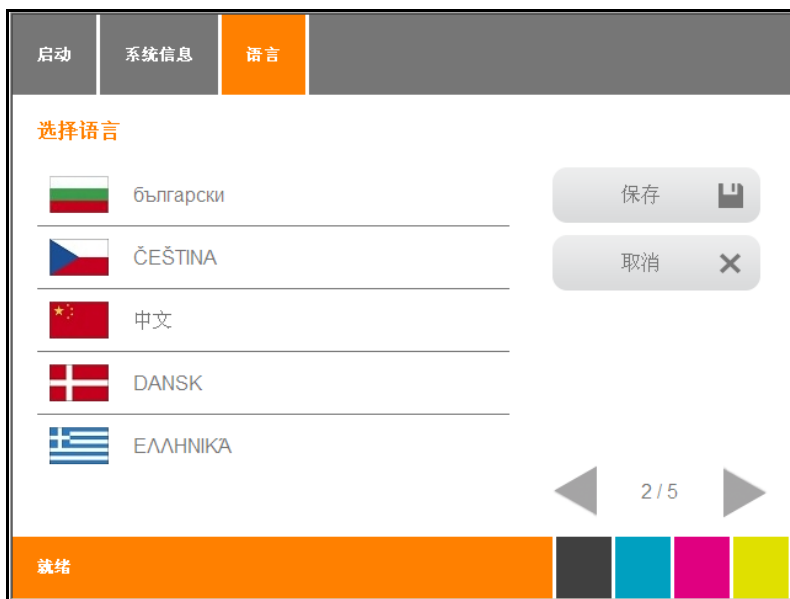 启动 系统信息 语言
选择语言
български
ČEŠTINA
中文
DANSK
ΕΛΛΗΝΙΚΆ
保存
取消
2 / 5
就绪